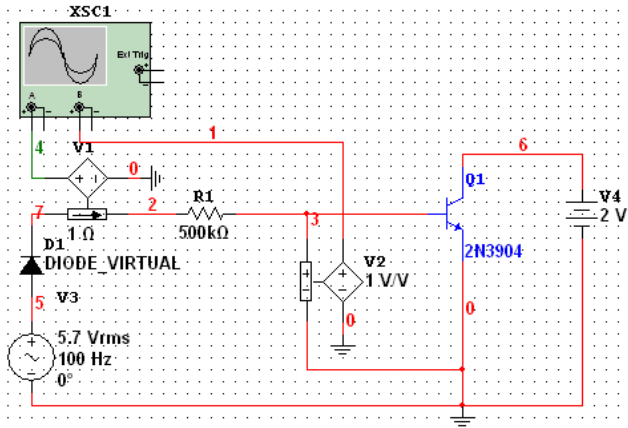 XSC1
Ext Trig
A
B
4
1
V1
0
6
Q1
V4
2 V
7
2
R1
3
1 Ω
500kΩ
2N3904
D1
DIODE_VIRTUAL
V2
1 V/V
5
V3
0
0
5.7 Vrms
100 Hz
0°